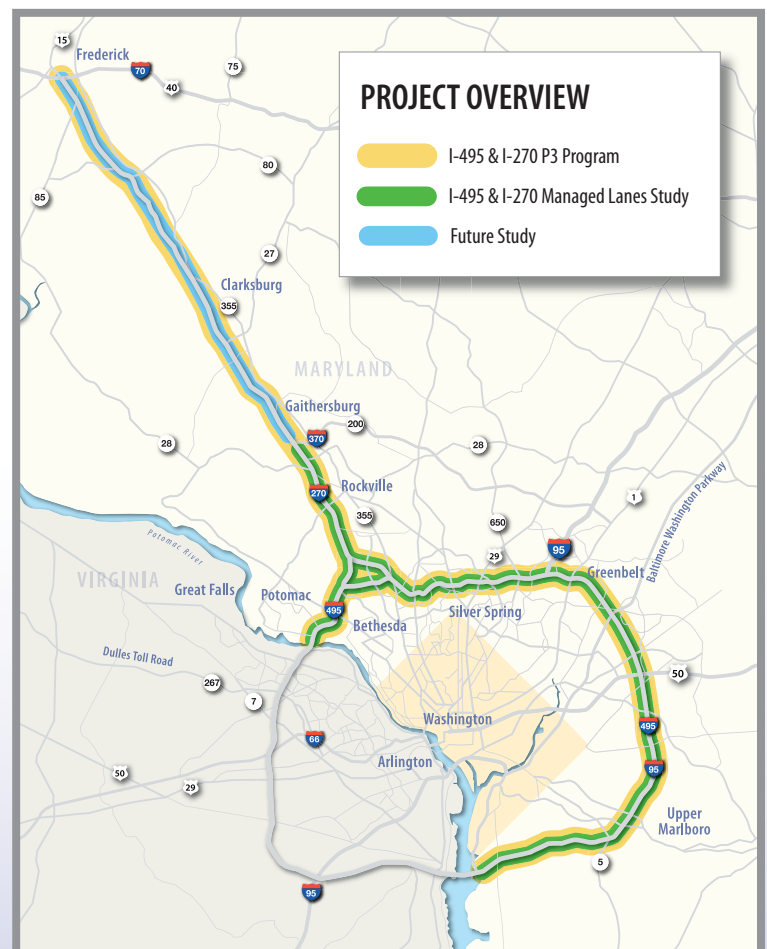 15
Frederick
70
40
75
PROJECT OVERVIEW
I-495 & I-270 P3 Program
I-495 & I-270 Managed Lanes Study
Future Study
80
85
27
Clarksburg
355
MARYLAND
Gaithersburg
370
200
28
28
270
Rockville
355
650
1
Baltimore Washington Parkway
29
95
Potomac River
VIRGINIA
Great Falls
Potomac
Greenbelt
495
Bethesda
Silver Spring
Dulles Toll Road
267
7
50
Washington
495
66
Arlington
95
50
29
Upper
Marlboro
5
95